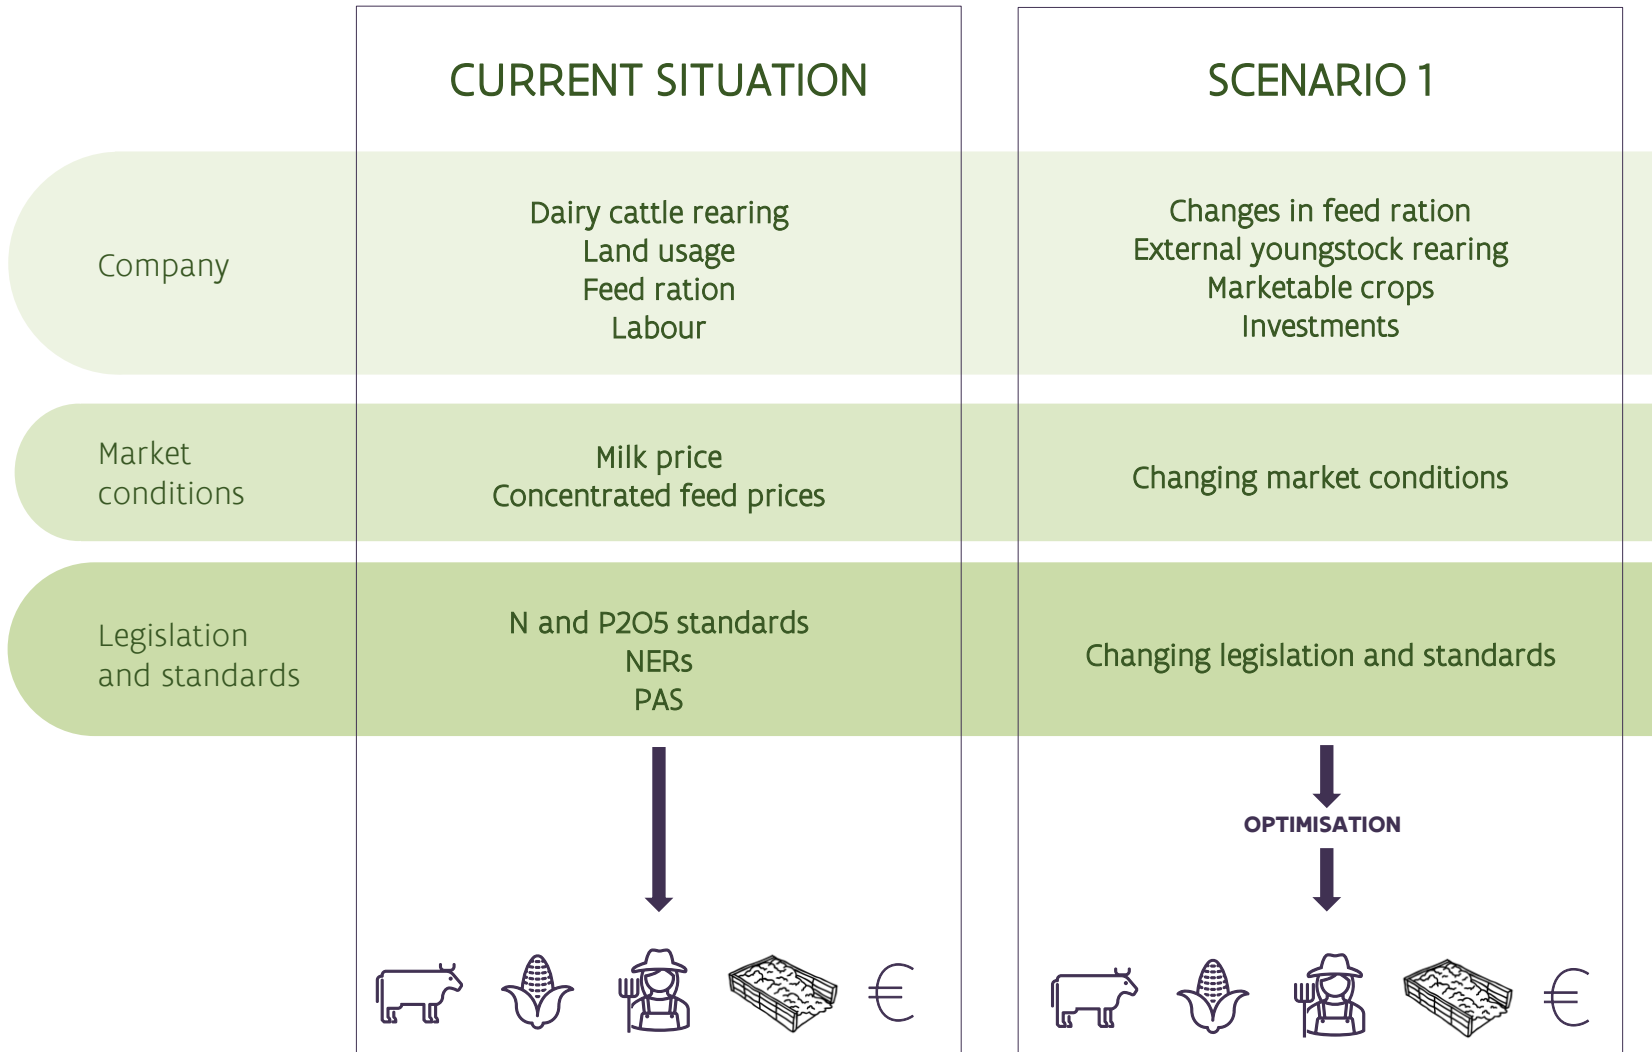 CURRENT SITUATION
SCENARIO 1
Company
Dairy cattle rearing
Land usage
Feed ration
Labour
Changes in feed ration
External youngstock rearing
Marketable crops
Investments
Market
conditions
Milk price
Concentrated feed prices
Changing market conditions
Legislation
and standards
N and P2O5 standards
NERs
PAS
Changing legislation and standards
OPTIMISATION
€
€